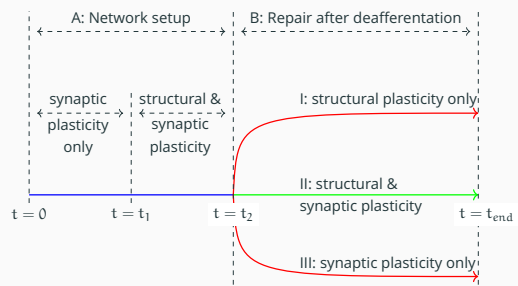 A: Network setup
B: Repair after deafferentation
synaptic
plasticity
only
structural &
synaptic
plasticity
I: structural plasticity only
II: structural &
synaptic plasticity
t = 0
t = t₁
t = t₂
t = t_end
III: synaptic plasticity only